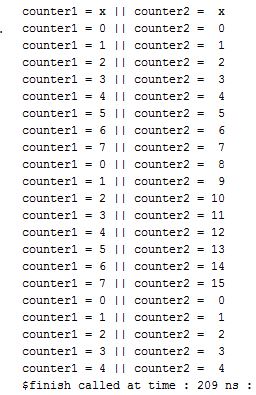 counter1 = x || counter2 =  x
counter1 = 0 || counter2 =  0
counter1 = 1 || counter2 =  1
counter1 = 2 || counter2 =  2
counter1 = 3 || counter2 =  3
counter1 = 4 || counter2 =  4
counter1 = 5 || counter2 =  5
counter1 = 6 || counter2 =  6
counter1 = 7 || counter2 =  7
counter1 = 0 || counter2 =  8
counter1 = 1 || counter2 =  9
counter1 = 2 || counter2 = 10
counter1 = 3 || counter2 = 11
counter1 = 4 || counter2 = 12
counter1 = 5 || counter2 = 13
counter1 = 6 || counter2 = 14
counter1 = 7 || counter2 = 15
counter1 = 0 || counter2 =  0
counter1 = 1 || counter2 =  1
counter1 = 2 || counter2 =  2
counter1 = 3 || counter2 =  3
counter1 = 4 || counter2 =  4
$finish called at time : 209 ns :